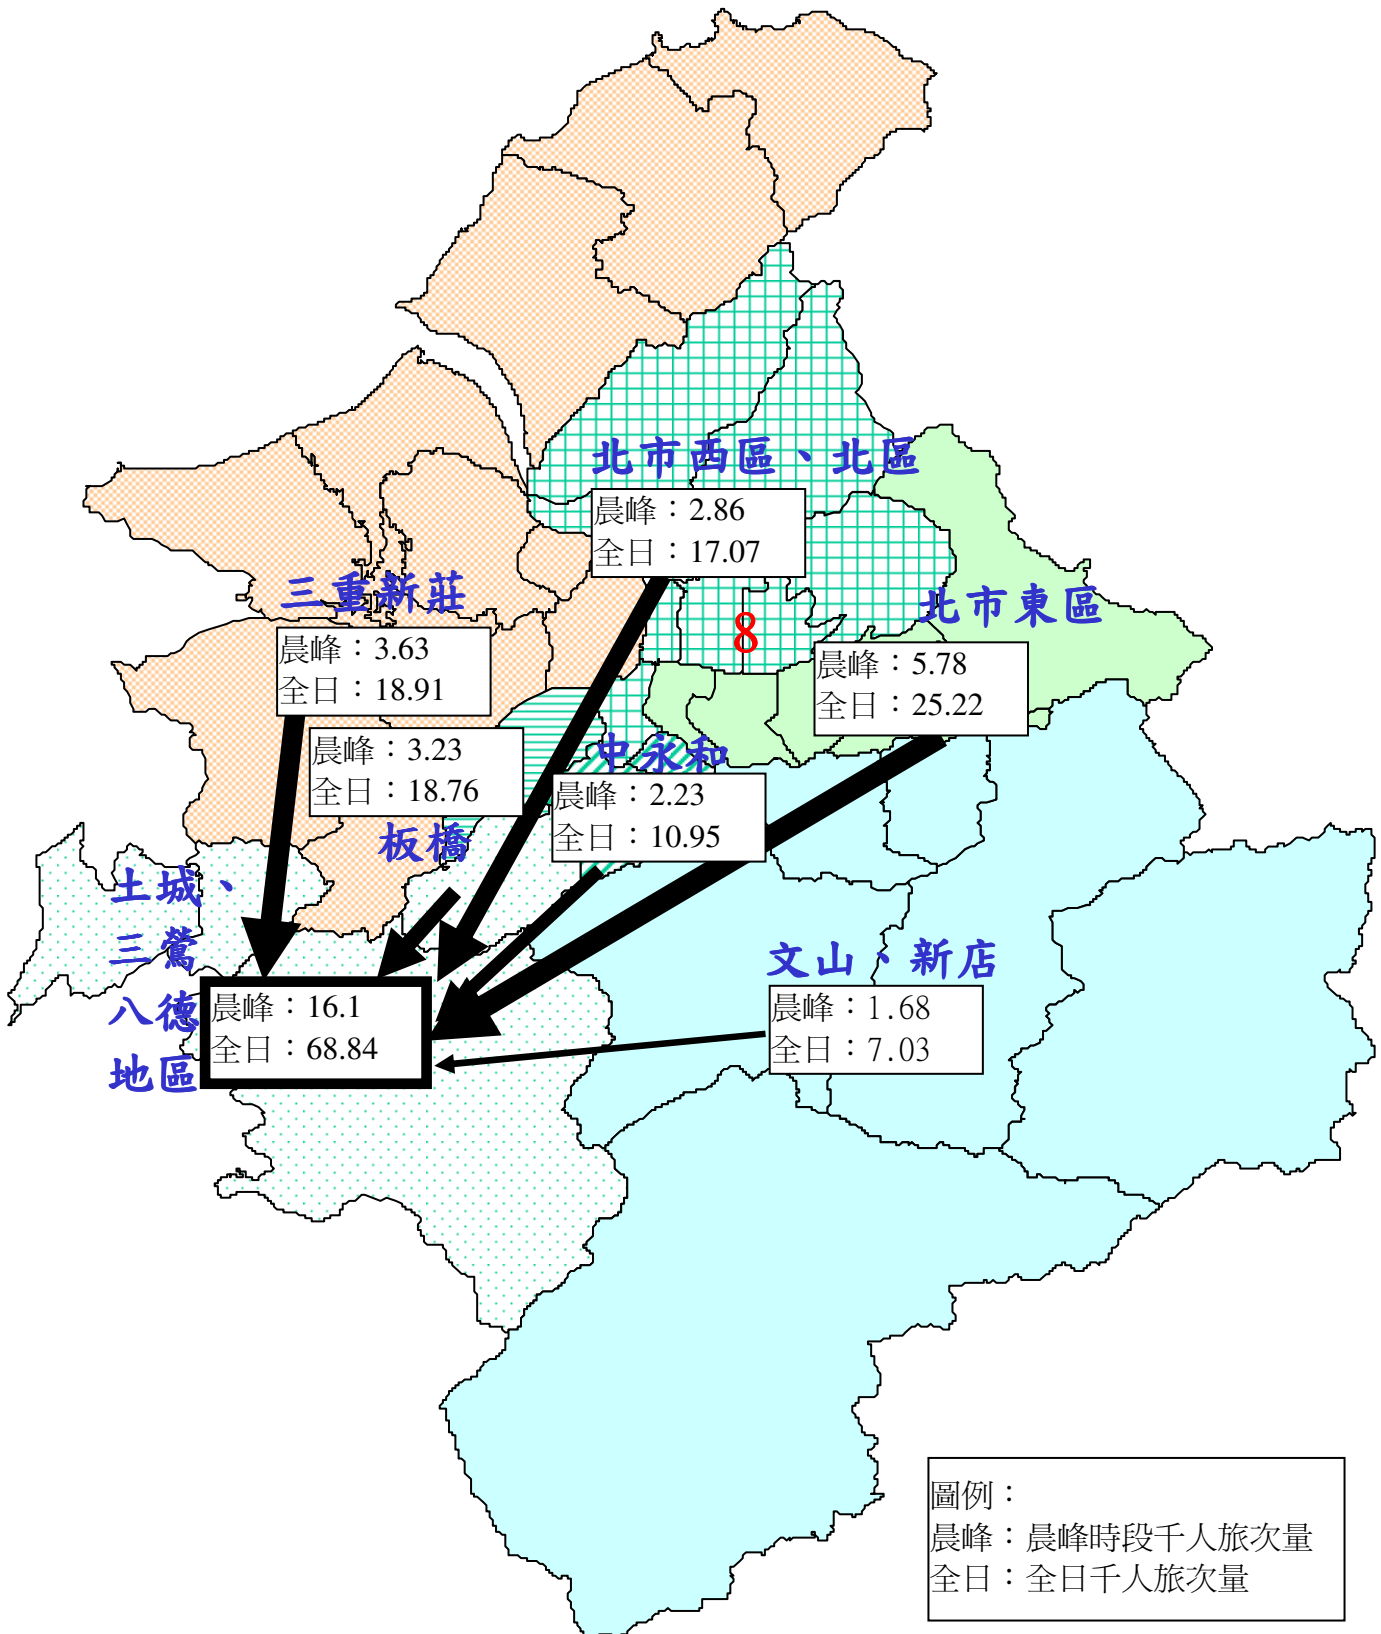 北市西區、北區
晨峰：2.86
全日：17.07
三重新莊
晨峰：3.63
全日：18.91
8
北市東區
晨峰：5.78
全日：25.22
晨峰：3.23
全日：18.76
板橋
中永和
晨峰：2.23
全日：10.95
土城、
三鶯
八德
地區
晨峰：16.1
全日：68.84
文山、新店
晨峰：1.68
全日：7.03
圖例：
晨峰：晨峰時段千人旅次量
全日：全日千人旅次量